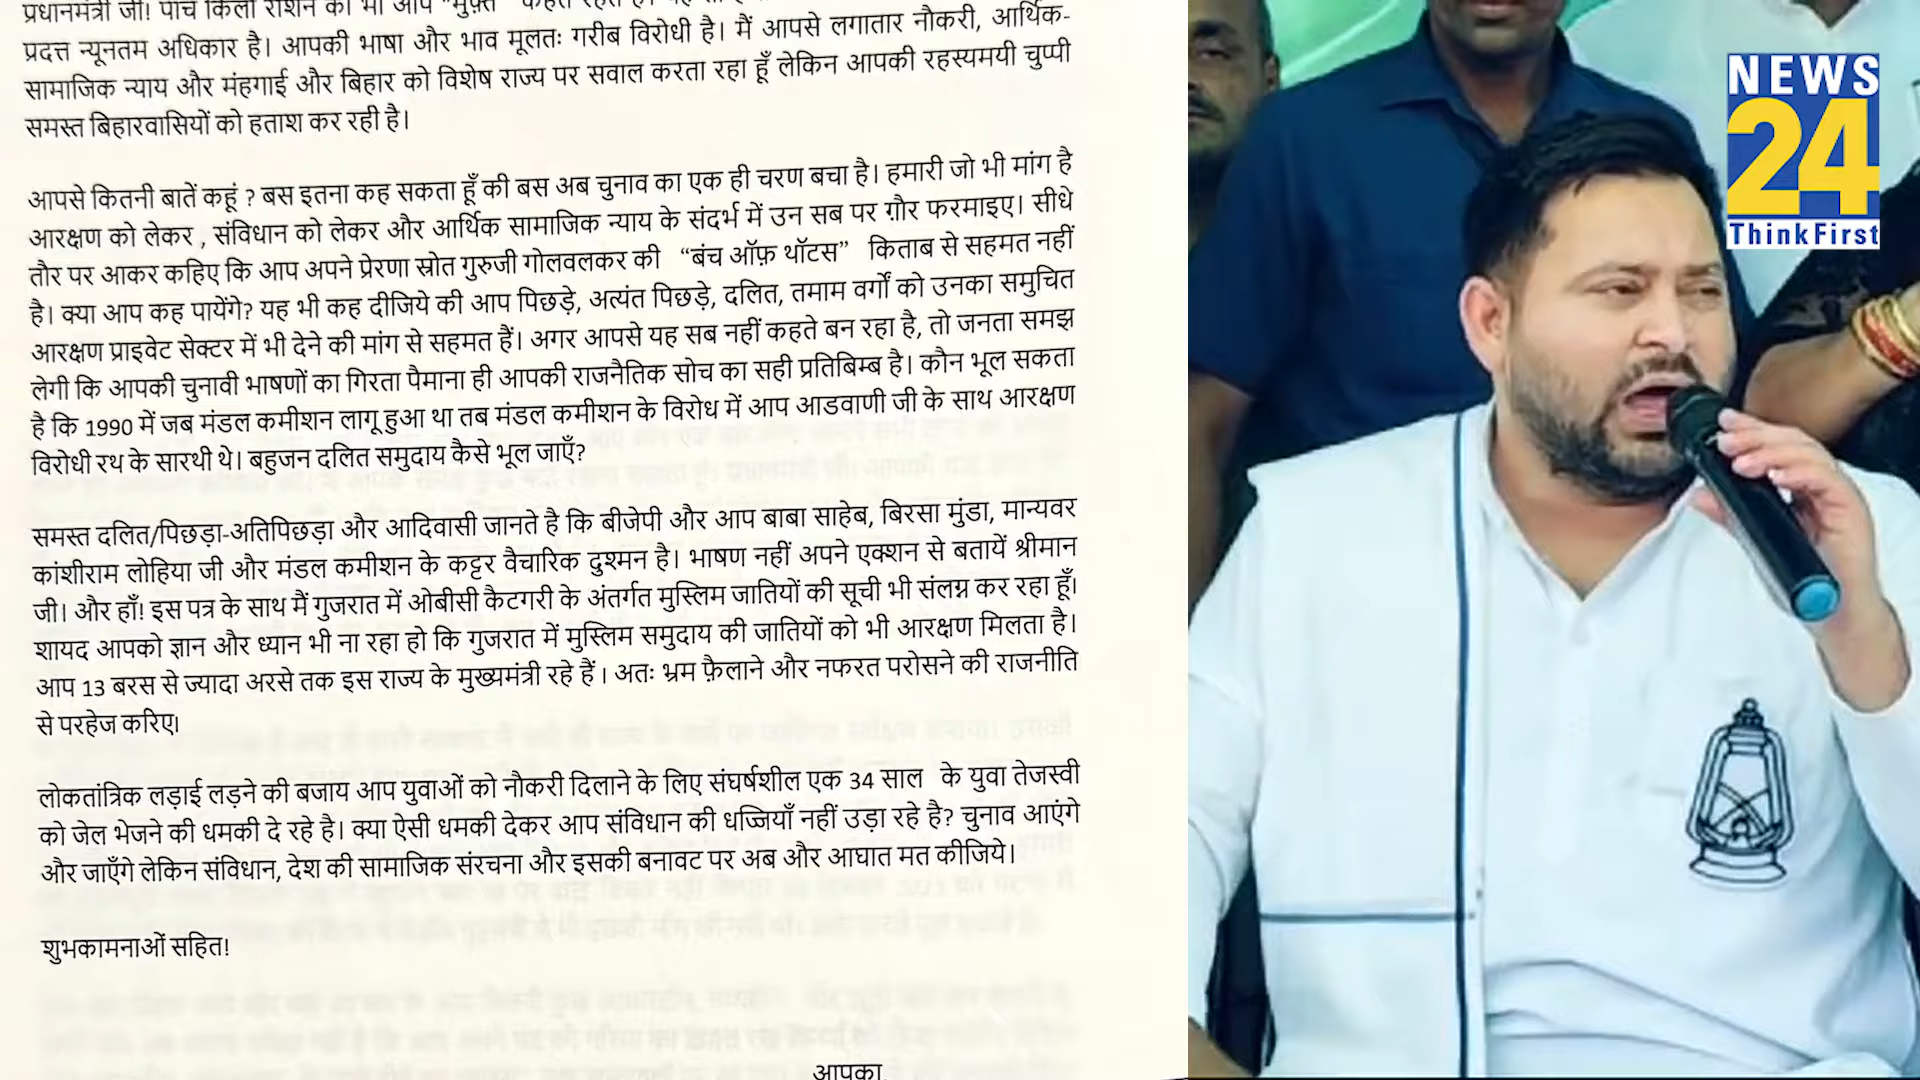 प्रधानमंत्री जी! पांच किलो राशन को भी आप “मुफ़्त”
प्रदत्त न्यूनतम अधिकार है। आपकी भाषा और भाव मूलतः गरीब विरोधी है। मैं आपसे लगातार नौकरी, आर्थिक-
सामाजिक न्याय और मंहगाई और बिहार को विशेष राज्य पर सवाल करता रहा हूँ लेकिन आपकी रहस्यमयी चुप्पी
समस्त बिहारवासियों को हताश कर रही है।
आपसे कितनी बातें कहूं ? बस इतना कह सकता हूँ की बस अब चुनाव का एक ही चरण बचा है। हमारी जो भी मांग है
आरक्षण को लेकर , संविधान को लेकर और आर्थिक सामाजिक न्याय के संदर्भ में उन सब पर ग़ौर फरमाइए। सीधे
तौर पर आकर कहिए कि आप अपने प्रेरणा स्रोत गुरुजी गोलवलकर की “बंच ऑफ़ थॉटस” किताब से सहमत नहीं
है। क्या आप कह पायेंगे? यह भी कह दीजिये की आप पिछड़े, अत्यंत पिछड़े, दलित, तमाम वर्गों को उनका समुचित
आरक्षण प्राइवेट सेक्टर में भी देने की मांग से सहमत हैं। अगर आपसे यह सब नहीं कहते बन रहा है, तो जनता समझ
लेगी कि आपकी चुनावी भाषणों का गिरता पैमाना ही आपकी राजनैतिक सोच का सही प्रतिबिम्ब है। कौन भूल सकता
है कि 1990 में जब मंडल कमीशन लागू हुआ था तब मंडल कमीशन के विरोध में आप आडवाणी जी के साथ आरक्षण
विरोधी रथ के सारथी थे। बहुजन दलित समुदाय कैसे भूल जाएँ?
समस्त दलित/पिछड़ा-अतिपिछड़ा और आदिवासी जानते है कि बीजेपी और आप बाबा साहेब, बिरसा मुंडा, मान्यवर
कांशीराम लोहिया जी और मंडल कमीशन के कट्टर वैचारिक दुश्मन है। भाषण नहीं अपने एक्शन से बतायें श्रीमान
जी। और हाँ! इस पत्र के साथ मैं गुजरात में ओबीसी कैटगरी के अंतर्गत मुस्लिम जातियों की सूची भी संलग्न कर रहा हूँ।
शायद आपको ज्ञान और ध्यान भी ना रहा हो कि गुजरात में मुस्लिम समुदाय की जातियों को भी आरक्षण मिलता है।
आप 13 बरस से ज्यादा अरसे तक इस राज्य के मुख्यमंत्री रहे हैं। अतः भ्रम फ़ैलाने और नफरत परोसने की राजनीति
से परहेज करिए।
लोकतांत्रिक लड़ाई लड़ने की बजाय आप युवाओं को नौकरी दिलाने के लिए संघर्षशील एक 34 साल के युवा तेजस्वी
को जेल भेजने की धमकी दे रहे है। क्या ऐसी धमकी देकर आप संविधान की धज्जियाँ नहीं उड़ा रहे है? चुनाव आएंगे
और जाएँगे लेकिन संविधान, देश की सामाजिक संरचना और इसकी बनावट पर अब और आघात मत कीजिये।
शुभकामनाओं सहित!
आपका,
NEWS
24
Think First